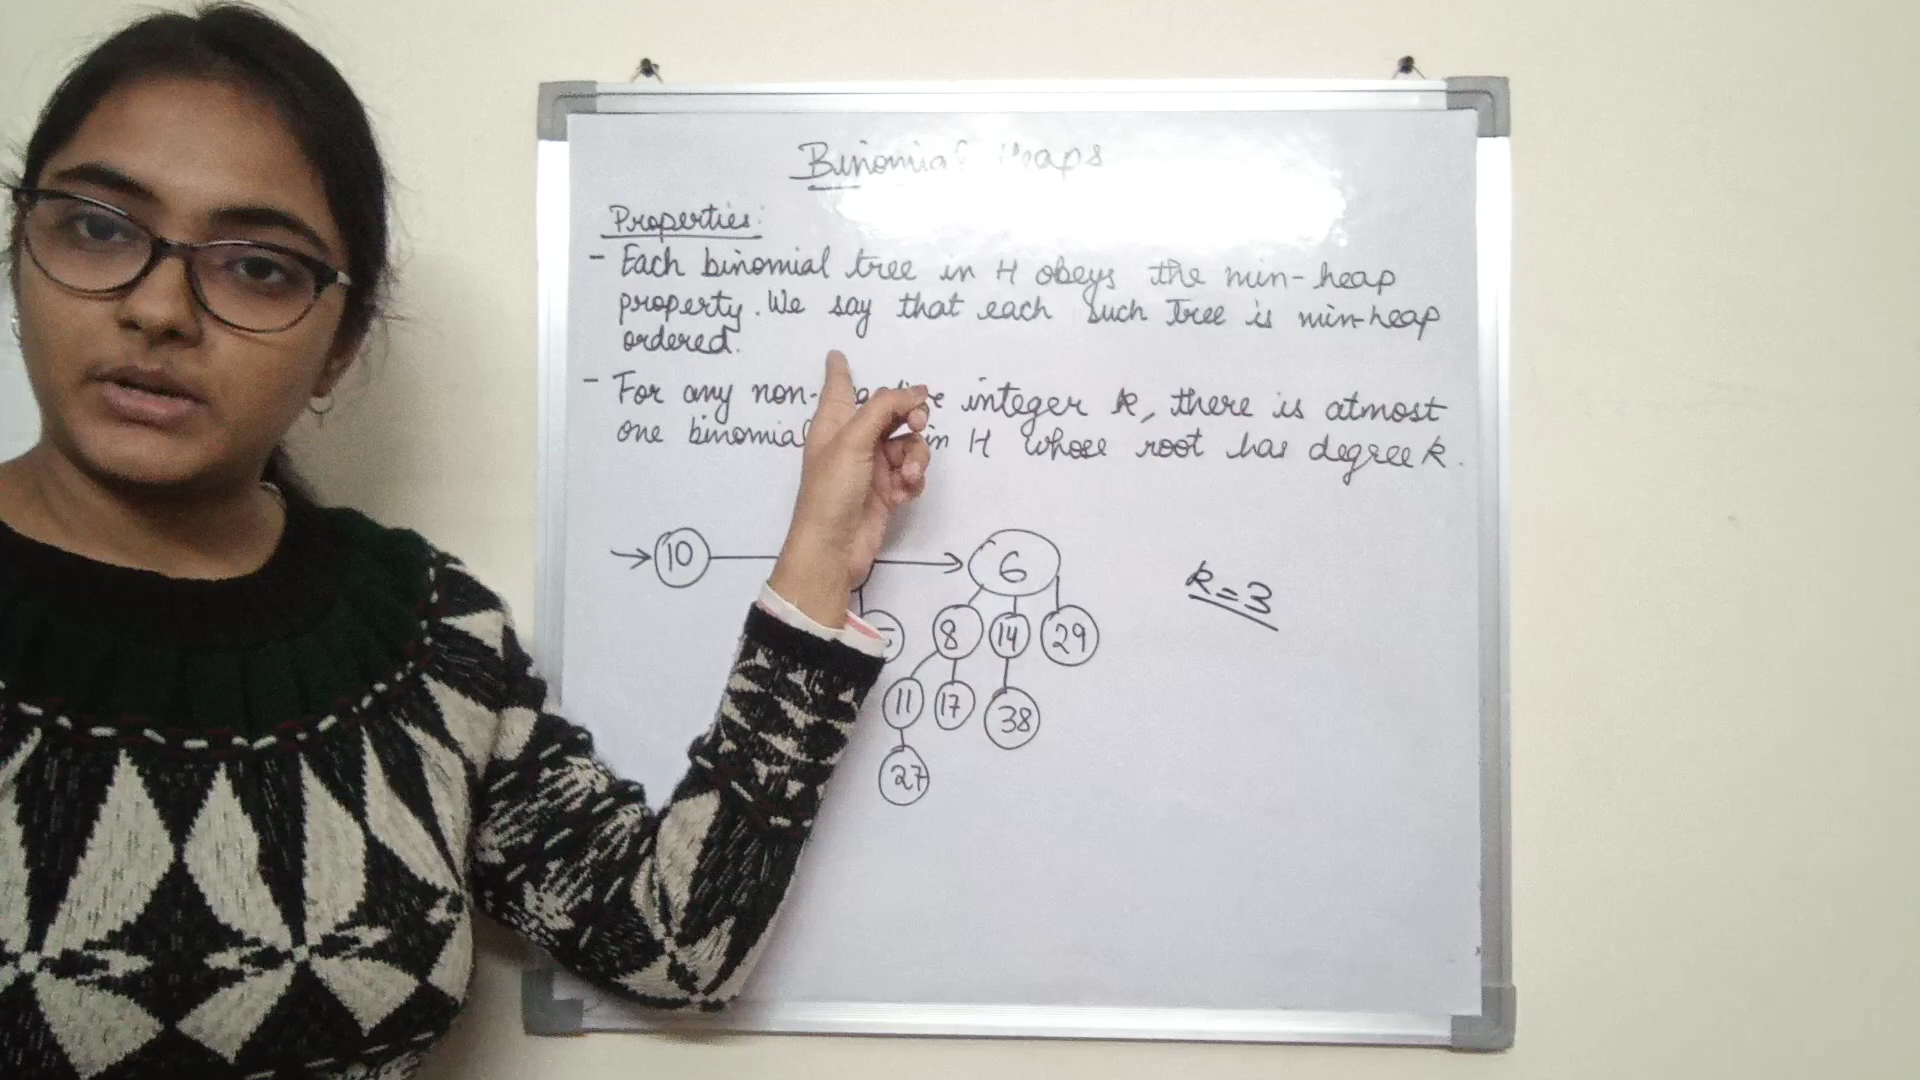 Binomial Heaps
Properties:
- Each binomial tree in H obeys the min-heap
property. We say that each such tree is min-heap
ordered.
- For any non- integer k, there is atmost
one binomial in H whose root has degree k.
10 6
k=3
8 14 29
11 17 38
27